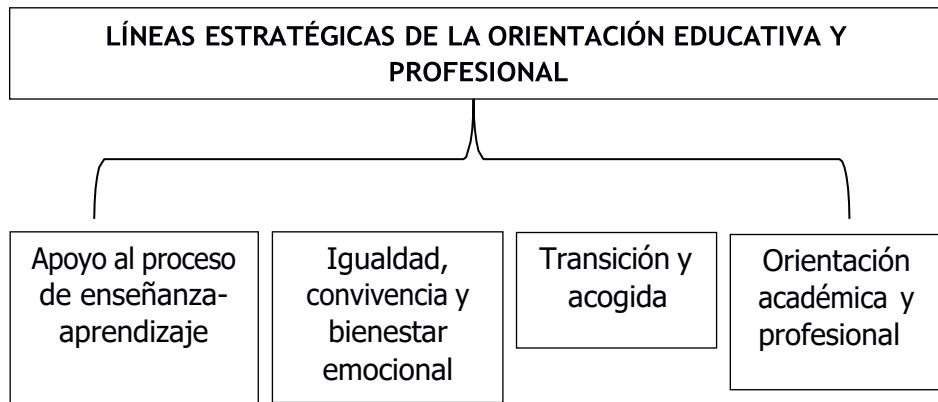 LÍNEAS ESTRATÉGICAS DE LA ORIENTACIÓN EDUCATIVA Y
PROFESIONAL
Apoyo al proceso
de enseñanza-
aprendizaje
Igualdad,
convivencia y
bienestar
emocional
Transición y
acogida
Orientación
académica y
profesional